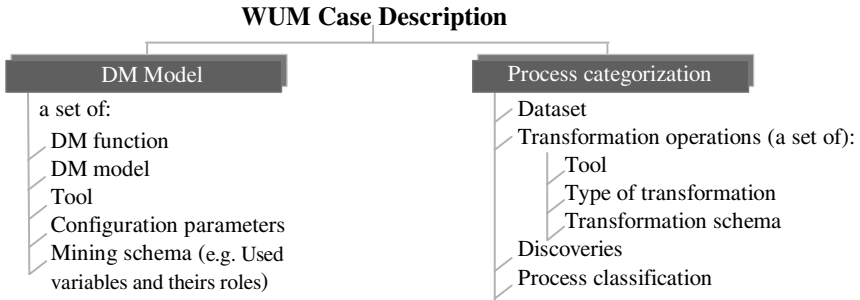 WUM Case Description
DM Model
a set of:
DM function
DM model
Tool
Configuration parameters
Mining schema (e.g. Used
variables and theirs roles)
Process categorization
Dataset
Transformation operations (a set of):
Tool
Type of transformation
Transformation schema
Discoveries
Process classification